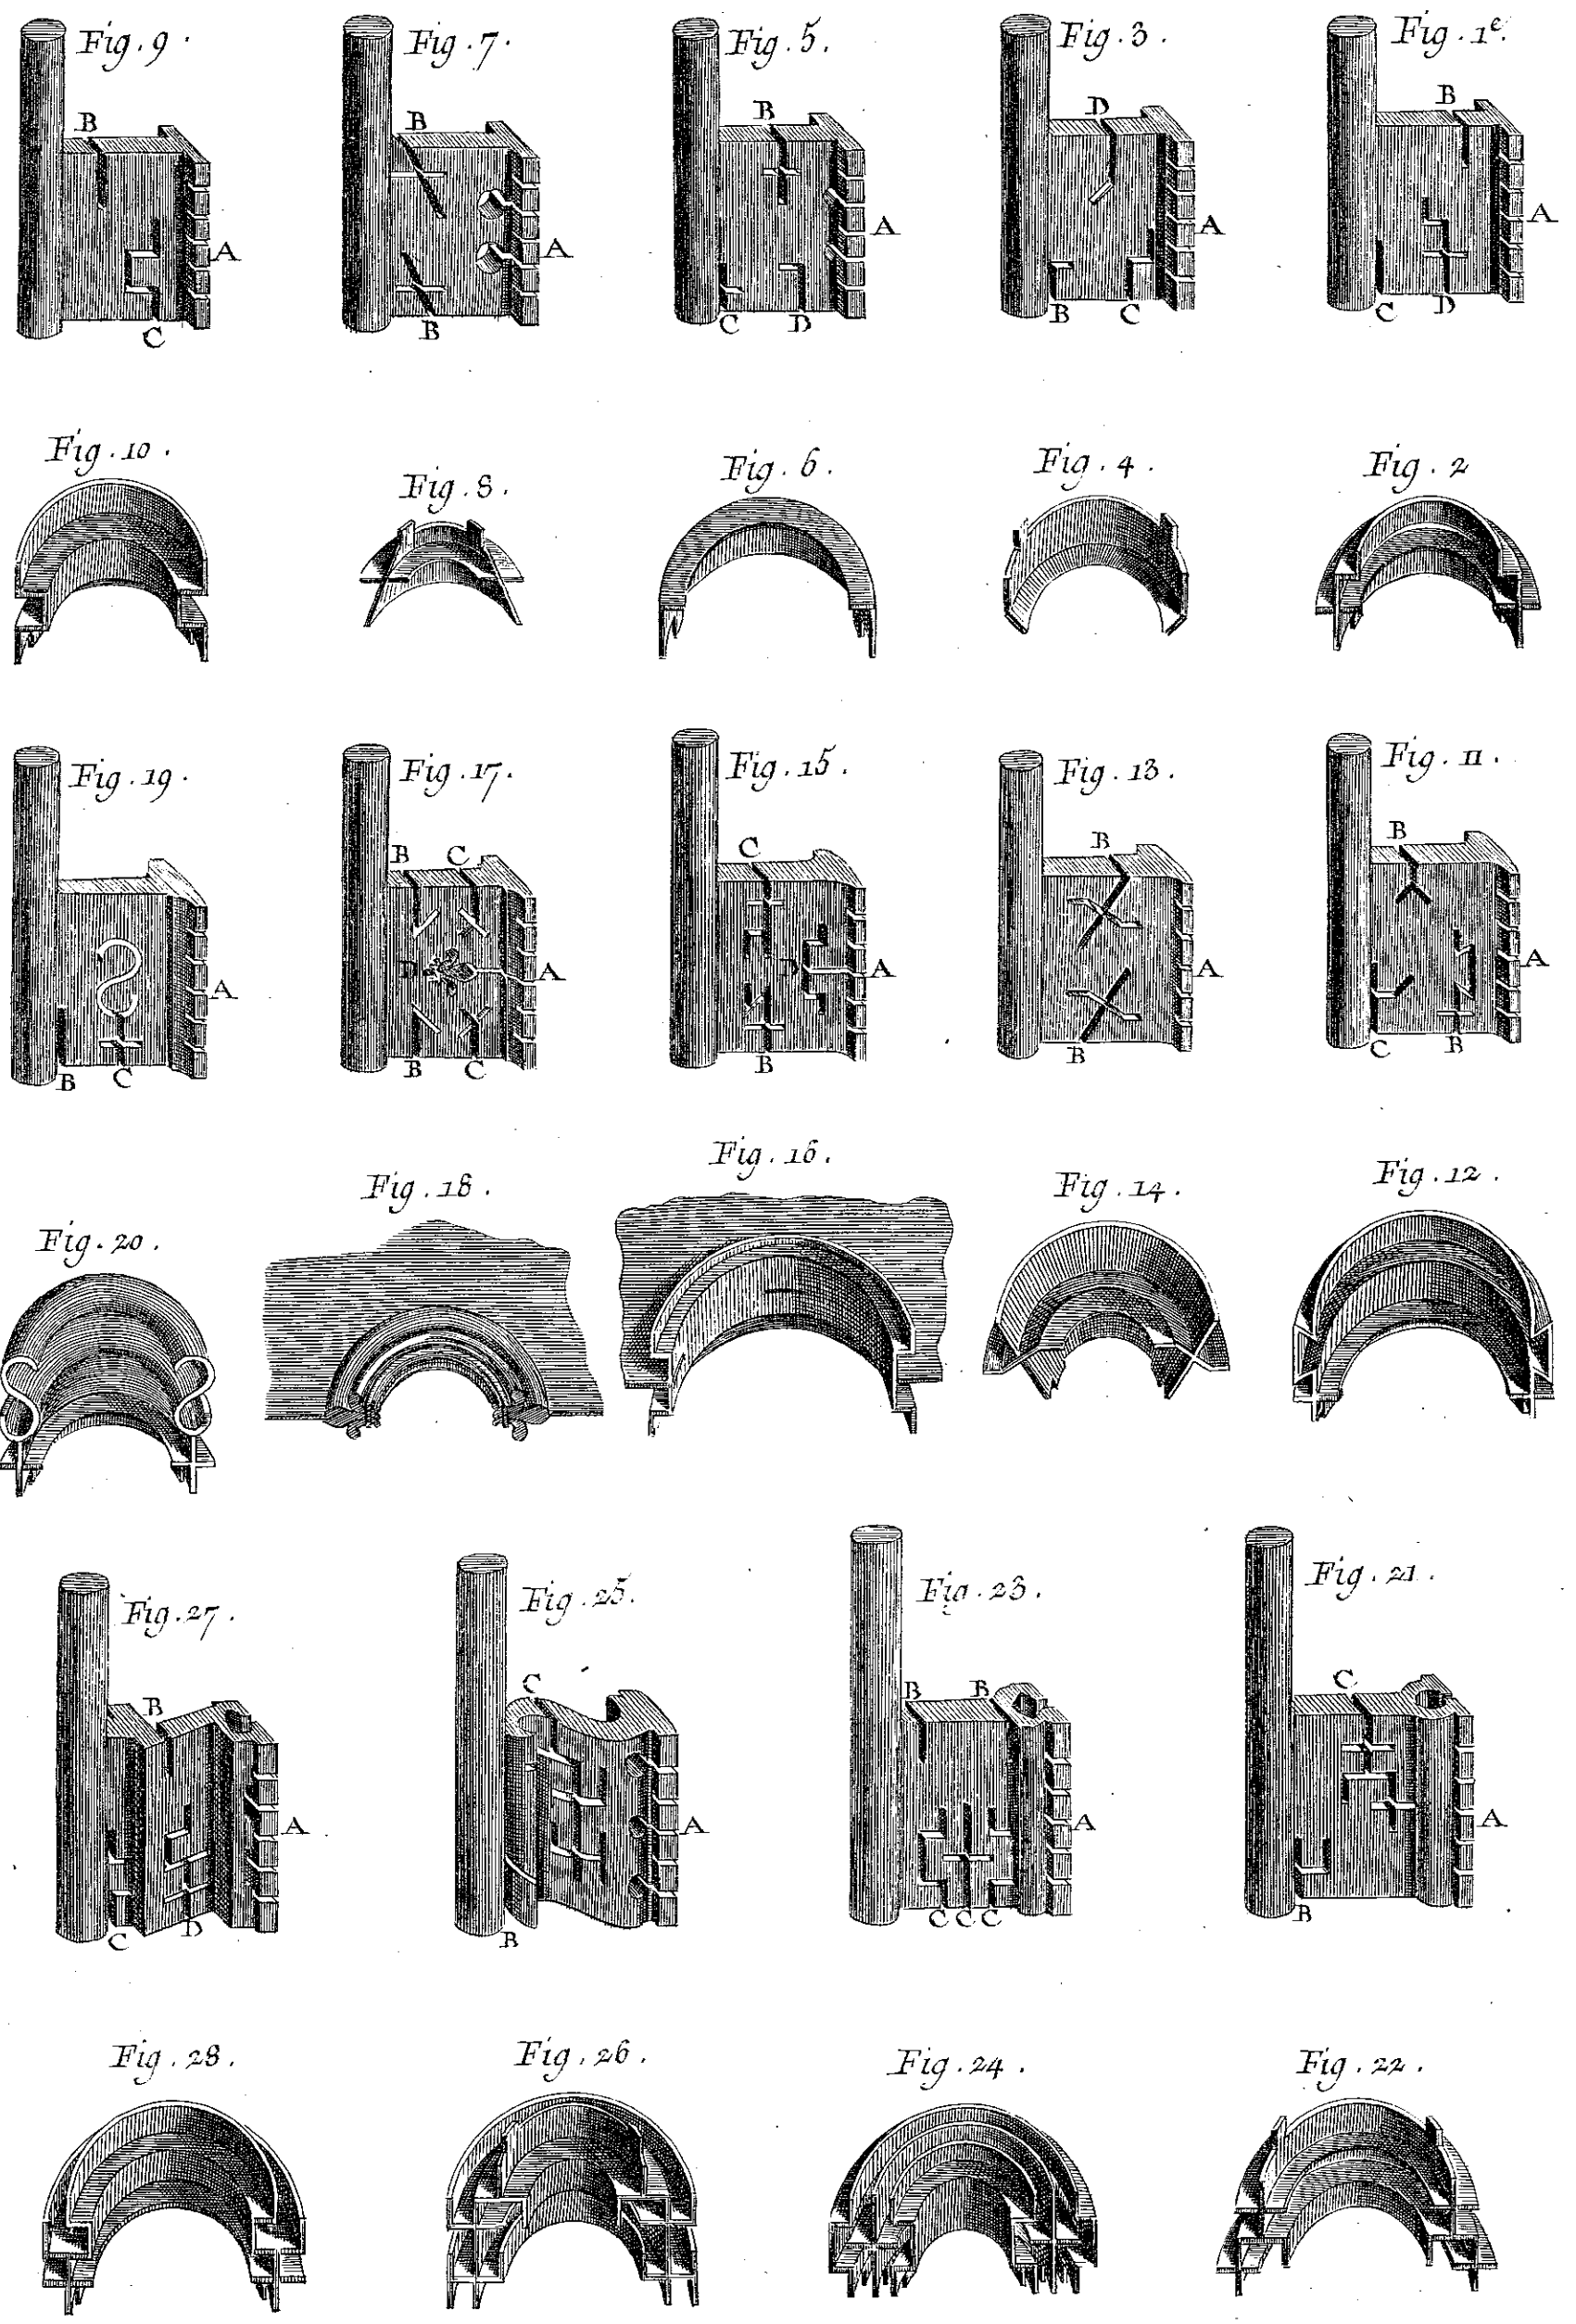 Fig. 9. Fig. 7. Fig. 5. Fig. 3. Fig. 1e.
B B B D B
A A A A A
C B C D B C C D
Fig. 10. Fig. 8. Fig. 6. Fig. 4. Fig. 2
Fig. 19. Fig. 17. Fig. 15. Fig. 13. Fig. 11.
B C C B B
A D A D A A A
B C B C B B C B
Fig. 20. Fig. 18. Fig. 16. Fig. 14. Fig. 12.
Fig. 27. Fig. 25. Fig. 23. Fig. 21.
B C B B C
A A A A
C D B C C C B
Fig. 28. Fig. 26. Fig. 24. Fig. 22.